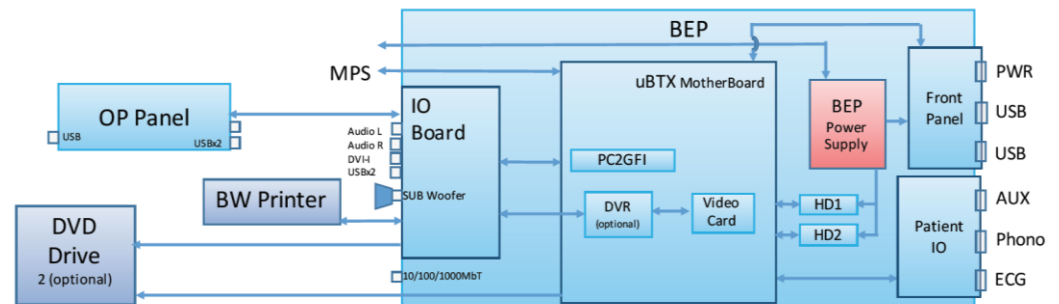 BEP
MPS
uBTX MotherBoard
OP Panel
USB
USBx2
IO
Board
Audio L
Audio R
DVI-I
USBx2
SUB Woofer
PC2GFI
BEP
Power
Supply
Front
Panel
PWR
USB
USB
BW Printer
DVR
(optional)
Video
Card
HD1
HD2
Patient
IO
AUX
Phono
ECG
DVD
Drive
2 (optional)
10/100/1000MbT